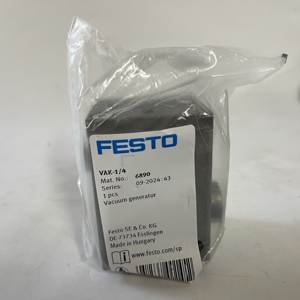 FESTO
VAK-1/4
Mat. No.: 6890
Series: 09-2024:43
1 pcs
Vacuum generator
Festo SE & Co. KG
DE-73734 Esslingen
Made in Hungary
www.festo.com/sp